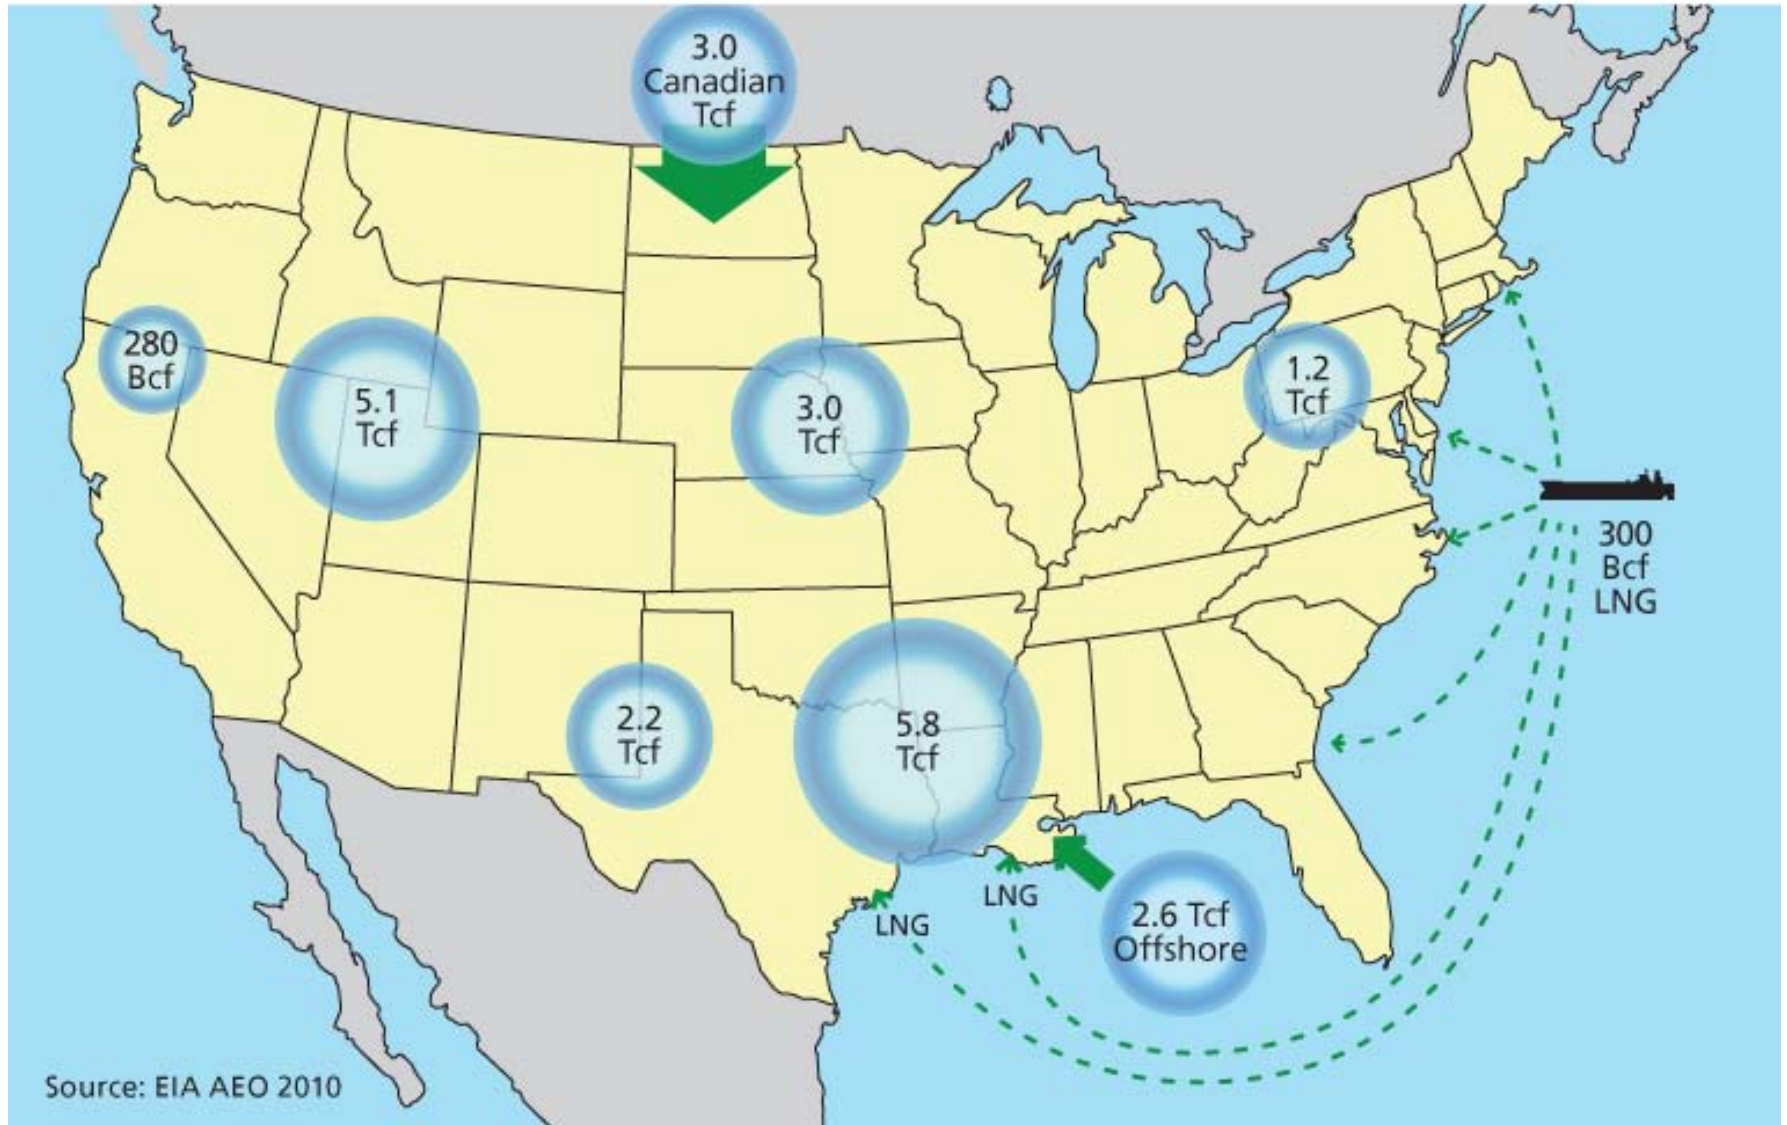 3.0
Canadian
Tcf
280
Bcf
5.1
Tcf
3.0
Tcf
1.2
Tcf
300
Bcf
LNG
2.2
Tcf
5.8
Tcf
LNG
LNG
2.6 Tcf
Offshore
Source: EIA AEO 2010